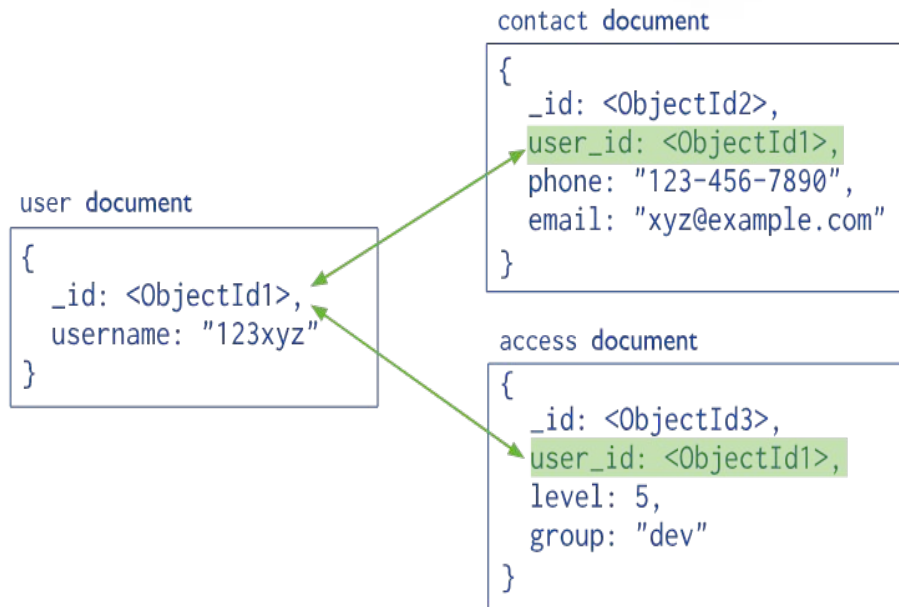 user document
{
_id: <ObjectId1>,
username: "123xyz"
}
contact document
{
_id: <ObjectId2>,
user_id: <ObjectId1>,
phone: "123-456-7890",
email: "xyz@example.com"
}
access document
{
_id: <ObjectId3>,
user_id: <ObjectId1>,
level: 5,
group: "dev"
}